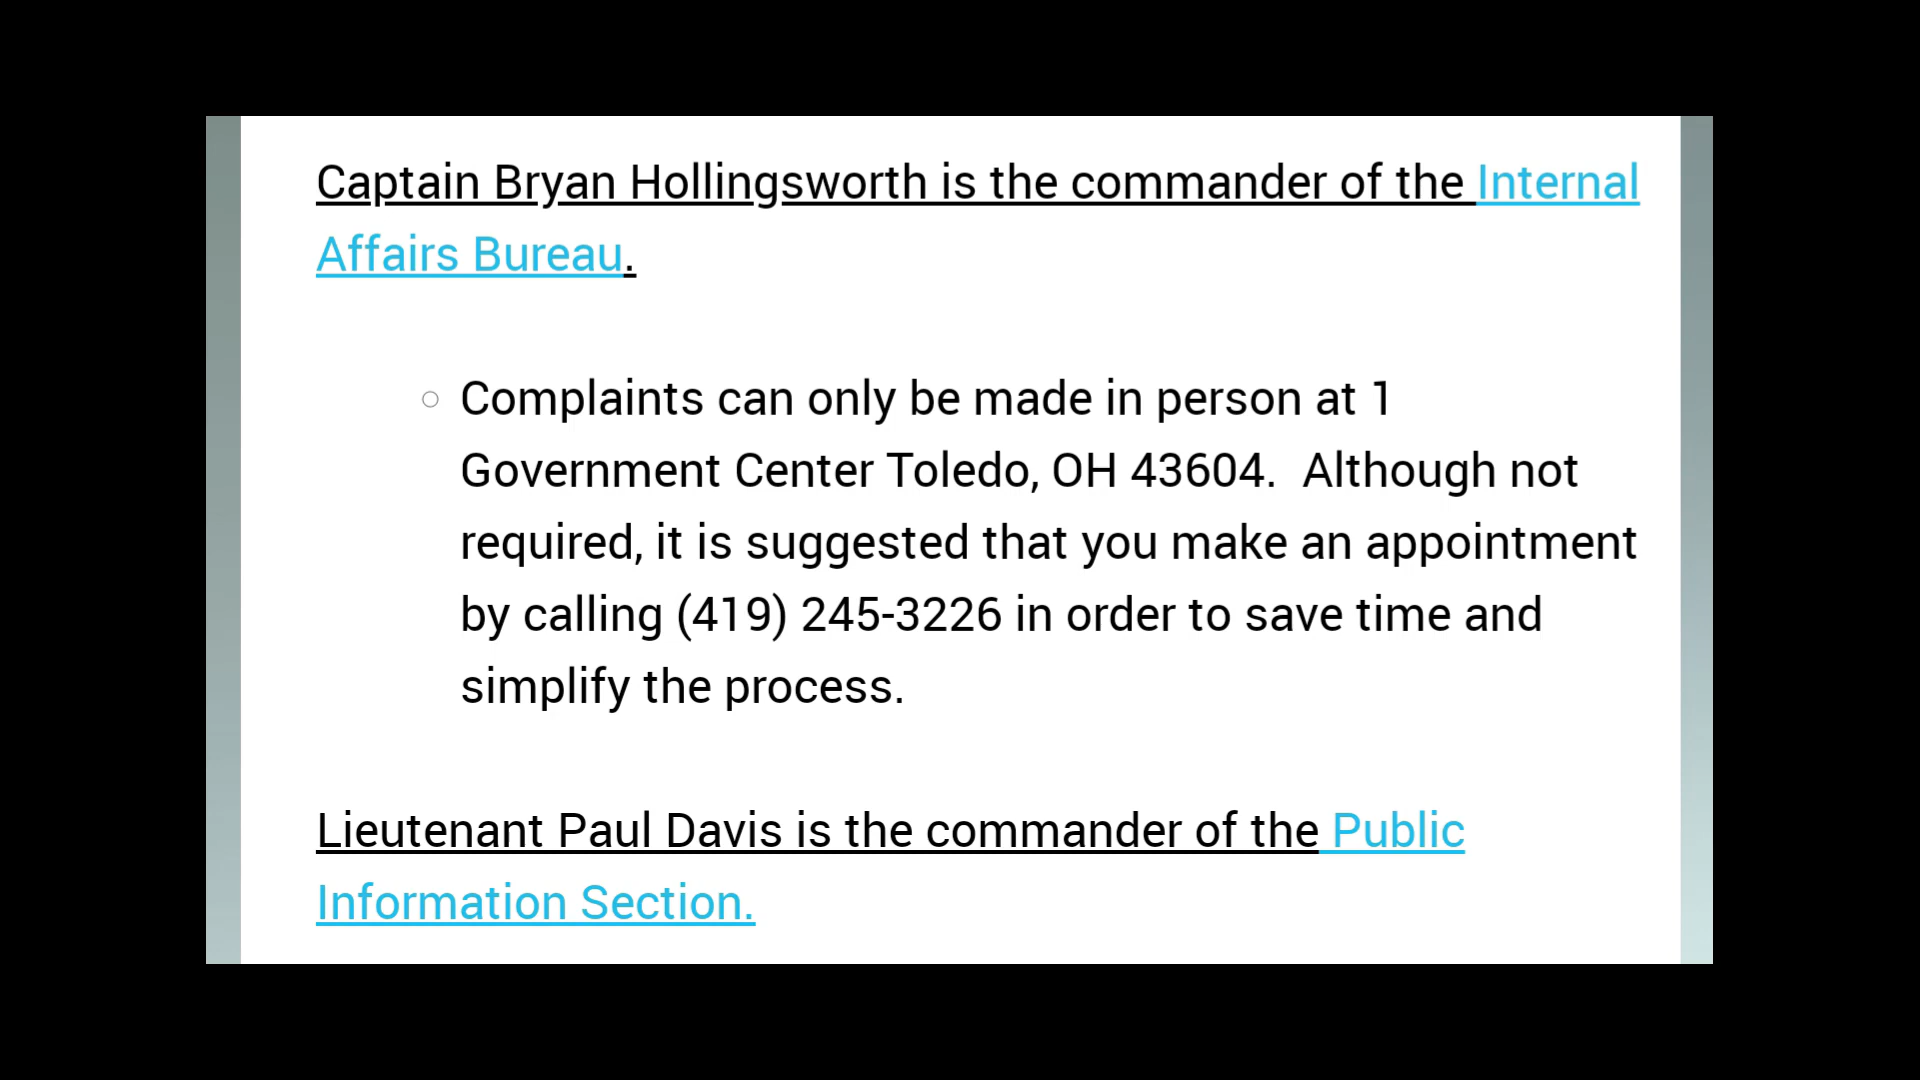 Captain Bryan Hollingsworth is the commander of the Internal
Affairs Bureau.
Complaints can only be made in person at 1
Government Center Toledo, OH 43604.  Although not
required, it is suggested that you make an appointment
by calling (419) 245-3226 in order to save time and
simplify the process.
Lieutenant Paul Davis is the commander of the Public
Information Section.